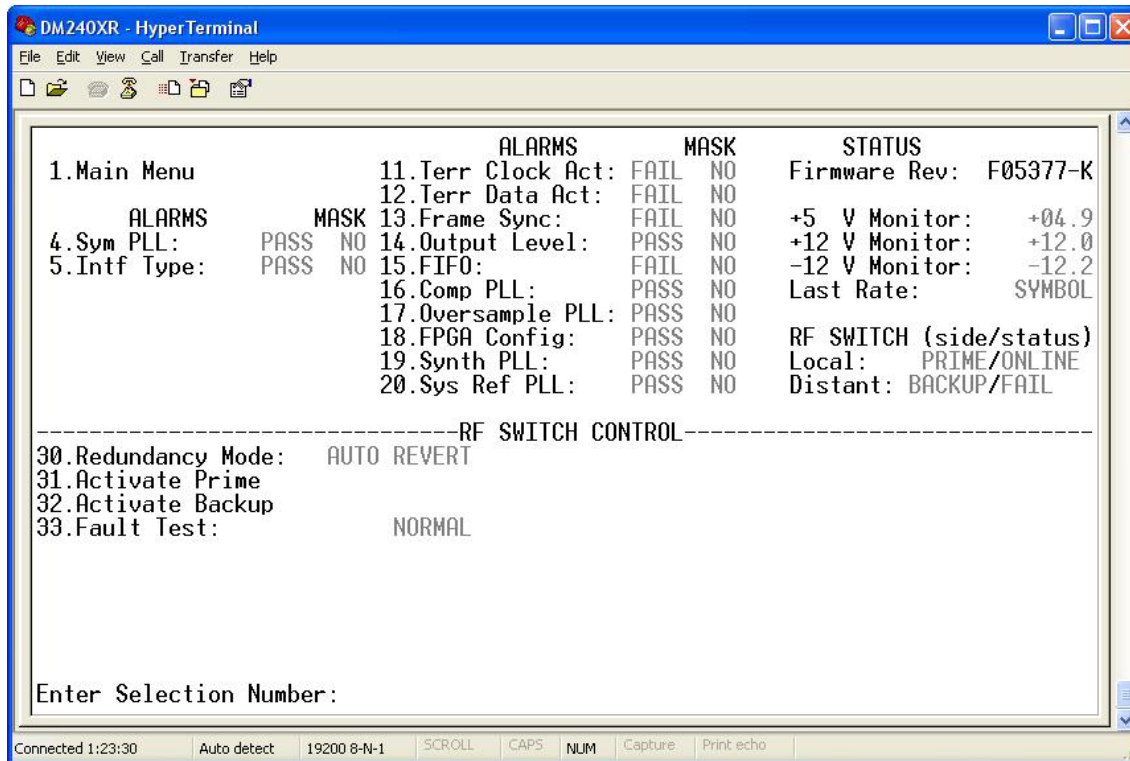 DM240XR - HyperTerminal
File Edit View Call Transfer Help
ALARMS MASK STATUS
1.Main Menu 11.Terr Clock Act: FAIL NO Firmware Rev: F05377-K
12.Terr Data Act: FAIL NO
ALARMS MASK 13.Frame Sync: FAIL NO +5 V Monitor: +04.9
4.Sym PLL: PASS NO 14.Output Level: PASS NO +12 V Monitor: +12.0
5.Intf Type: PASS NO 15.FIFO: FAIL NO -12 V Monitor: -12.2
16.Comp PLL: PASS NO Last Rate: SYMBOL
17.Oversample PLL: PASS NO
18.FPGA Config: PASS NO RF SWITCH (side/status)
19.Synth PLL: PASS NO Local: PRIME/ONLINE
20.Sys Ref PLL: PASS NO Distant: BACKUP/FAIL
--------------------------------RF SWITCH CONTROL-------------------------------
30.Redundancy Mode: AUTO REVERT
31.Activate Prime
32.Activate Backup
33.Fault Test: NORMAL
Enter Selection Number:
Connected 1:23:30 Auto detect 19200 8-N-1 SCROLL CAPS NUM Capture Print echo